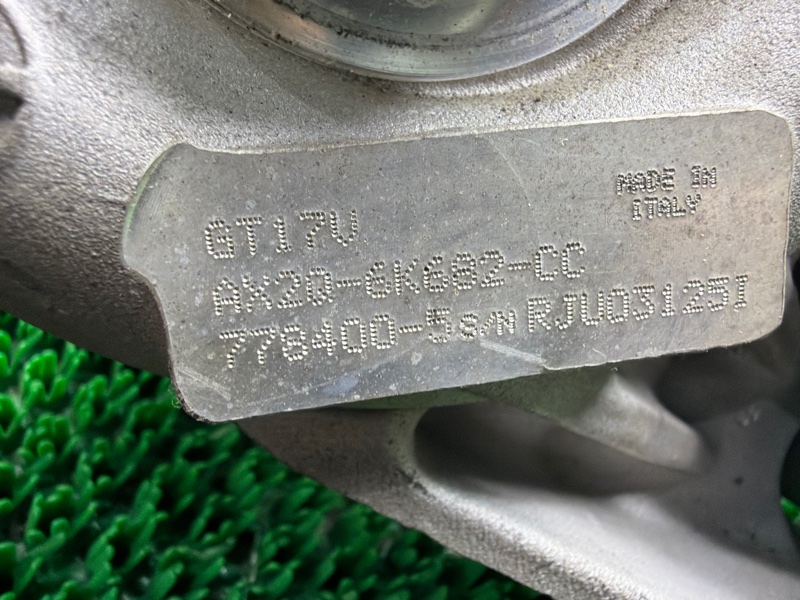 MADE IN
ITALY
GT17V
AX2Q-6K682-CC
778400-5 S/N RJU03125I